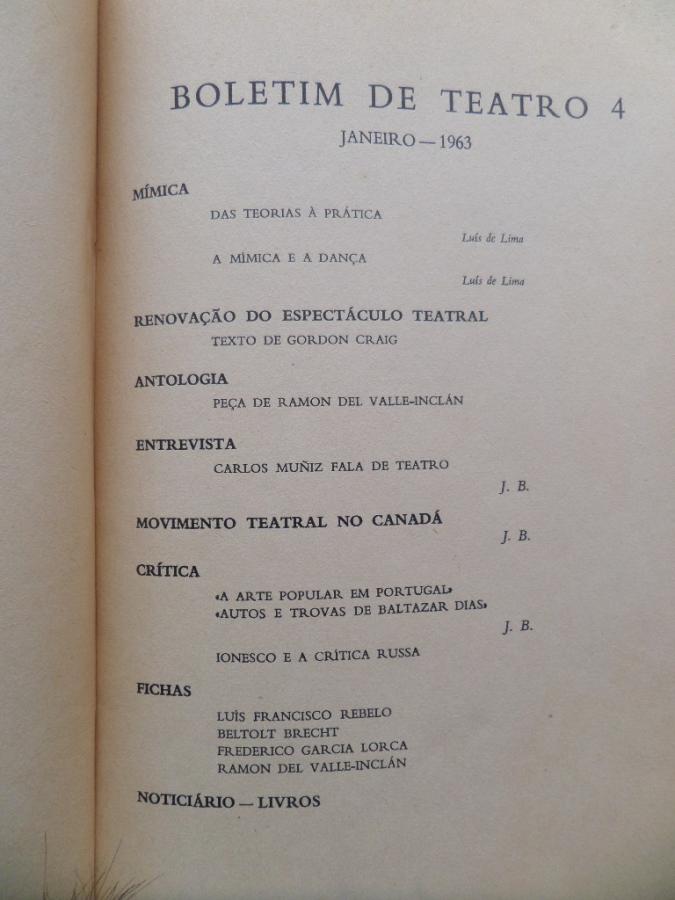 BOLETIM DE TEATRO 4
JANEIRO — 1963
MÍMICA
DAS TEORIAS À PRÁTICA
Luís de Lima
A MÍMICA E A DANÇA
Luís de Lima
RENOVAÇÃO DO ESPECTÁCULO TEATRAL
TEXTO DE GORDON CRAIG
ANTOLOGIA
PEÇA DE RAMON DEL VALLE-INCLÁN
ENTREVISTA
CARLOS MUÑIZ FALA DE TEATRO
J. B.
MOVIMENTO TEATRAL NO CANADÁ
J. B.
CRÍTICA
«A ARTE POPULAR EM PORTUGAL»
«AUTOS E TROVAS DE BALTAZAR DIAS»
J. B.
IONESCO E A CRÍTICA RUSSA
FICHAS
LUÍS FRANCISCO REBELO
BELTOLT BRECHT
FREDERICO GARCIA LORCA
RAMON DEL VALLE-INCLÁN
NOTICIÁRIO — LIVROS